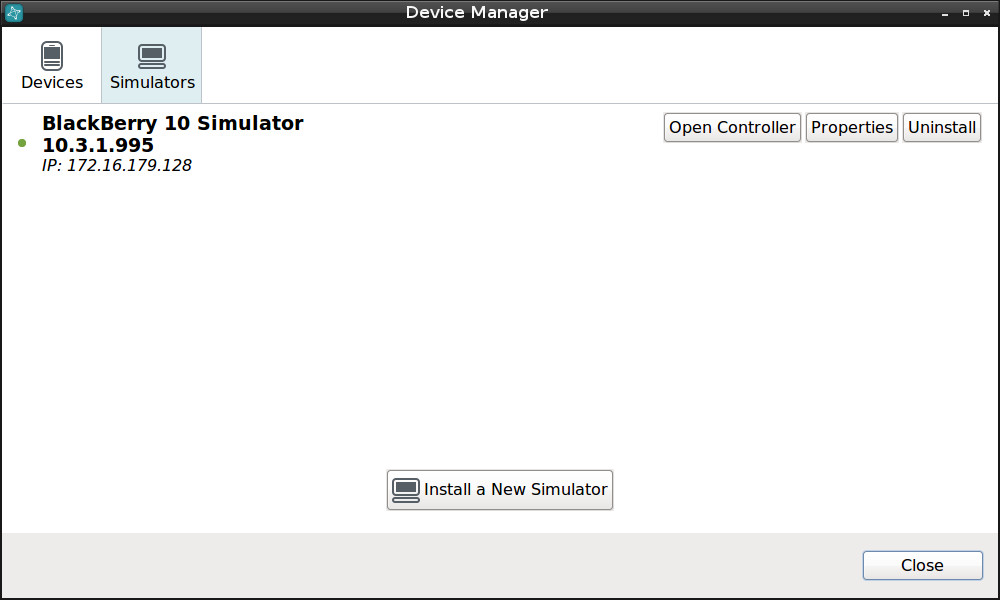 Device Manager
Devices
Simulators
BlackBerry 10 Simulator
10.3.1.995
IP: 172.16.179.128
Open Controller
Properties
Uninstall
Install a New Simulator
Close